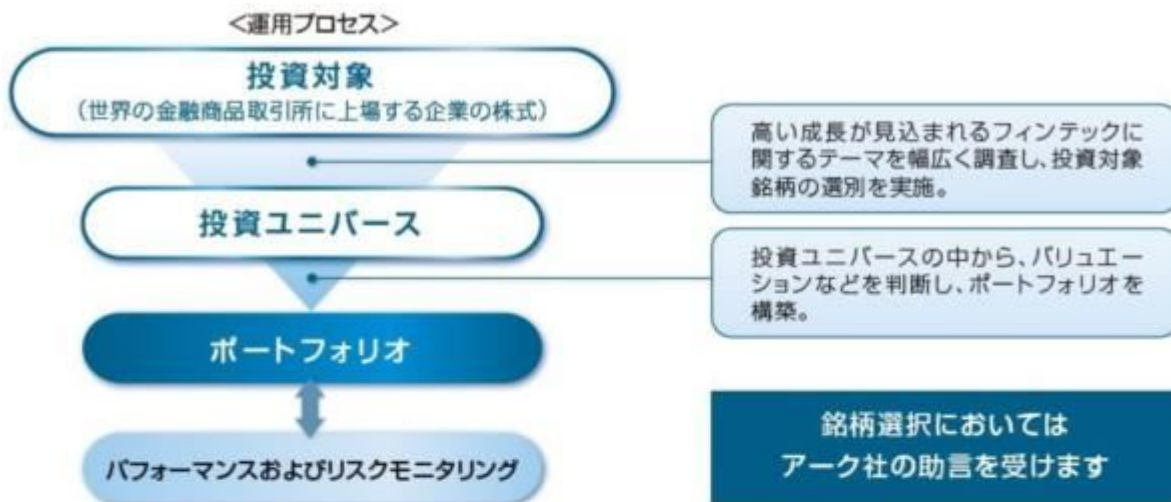 <運用プロセス>
投資対象
(世界の金融商品取引所に上場する企業の株式)
高い成長が見込まれるフィンテックに
関するテーマを幅広く調査し、投資対象
銘柄の選別を実施。
投資ユニバース
投資ユニバースの中から、バリュエー
ションなどを判断し、ポートフォリオを
構築。
ポートフォリオ
パフォーマンスおよびリスクモニタリング
銘柄選択においては
アーク社の助言を受けます